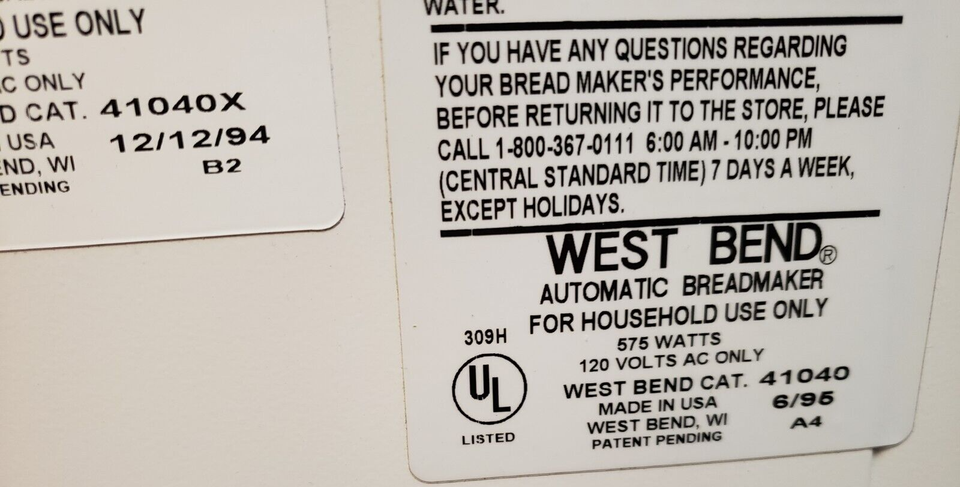 USE ONLY
C ONLY
CAT. 41040X
USA 12/12/94
WI B2
WATER.
IF YOU HAVE ANY QUESTIONS REGARDING
YOUR BREAD MAKER'S PERFORMANCE,
BEFORE RETURNING IT TO THE STORE, PLEASE
CALL 1-800-367-0111 6:00 AM - 10:00 PM
(CENTRAL STANDARD TIME) 7 DAYS A WEEK,
EXCEPT HOLIDAYS.
WEST BEND®
AUTOMATIC BREADMAKER
FOR HOUSEHOLD USE ONLY
309H
575 WATTS
120 VOLTS AC ONLY
UL
LISTED
WEST BEND CAT. 41040
MADE IN USA 6/95
WEST BEND, WI A4
PATENT PENDING